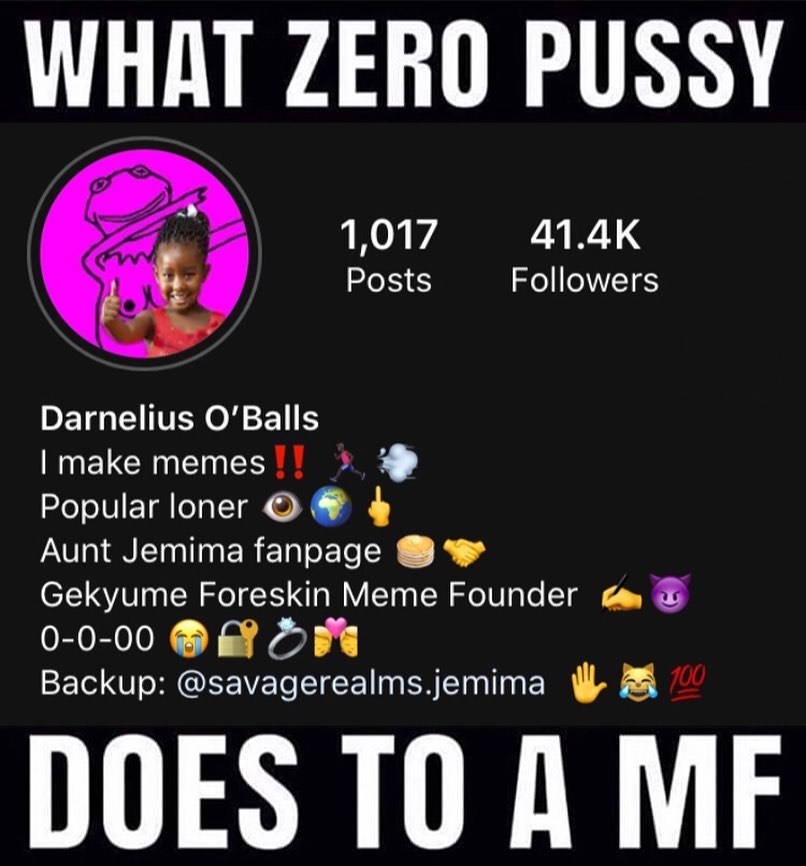 WHAT ZERO PUSSY
1,017 41.4K
Posts Followers
Darnelius O’Balls
I make memes‼️ 🏃🏿‍♂️💨
Popular loner 👁️🌍🖕
Aunt Jemima fanpage 🥞🤝
Gekyume Foreskin Meme Founder ✍️😈
0-0-00 😭🔐💍👩‍❤️‍💋‍👨
Backup: @savagerealms.jemima ✋😹💯
DOES TO A MF